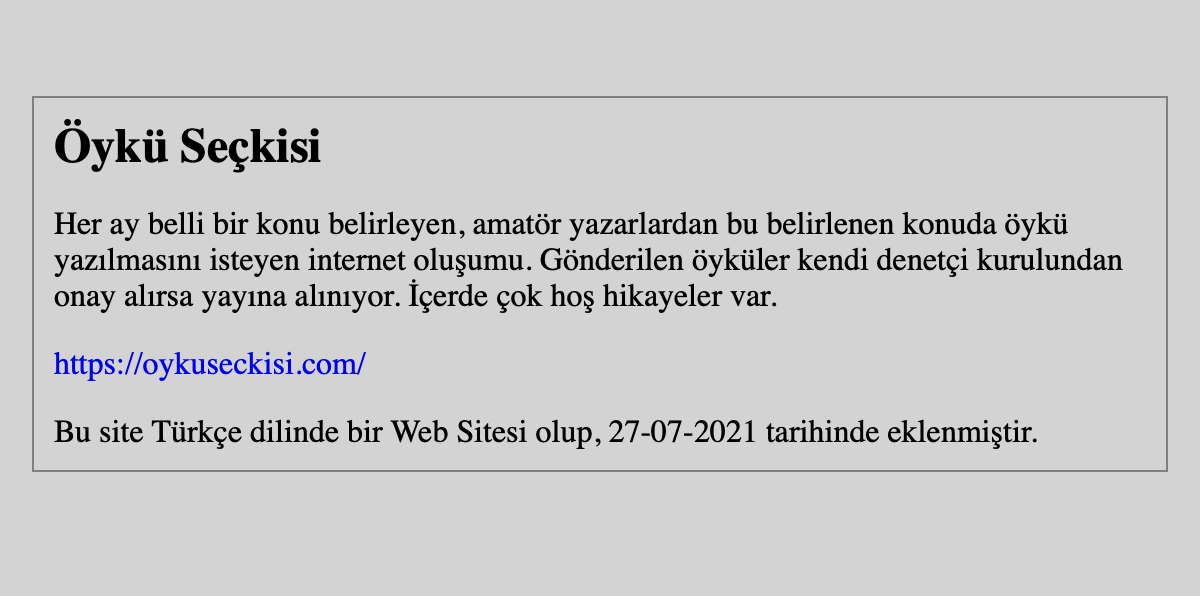 Öykü Seçkisi
Her ay belli bir konu belirleyen, amatör yazarlardan bu belirlenen konuda öykü
yazılmasını isteyen internet oluşumu. Gönderilen öyküler kendi denetçi kurulundan
onay alırsa yayına alınıyor. İçerde çok hoş hikayeler var.
https://oykuseckisi.com/
Bu site Türkçe dilinde bir Web Sitesi olup, 27-07-2021 tarihinde eklenmiştir.